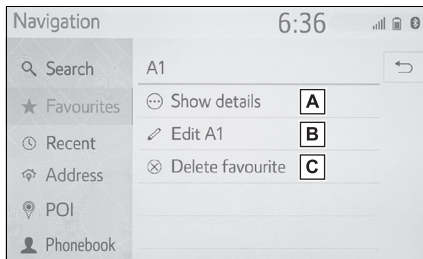 Navigation 6:36
Search
Favourites
Recent
Address
POI
Phonebook
A1
Show details A
Edit A1 B
Delete favourite C